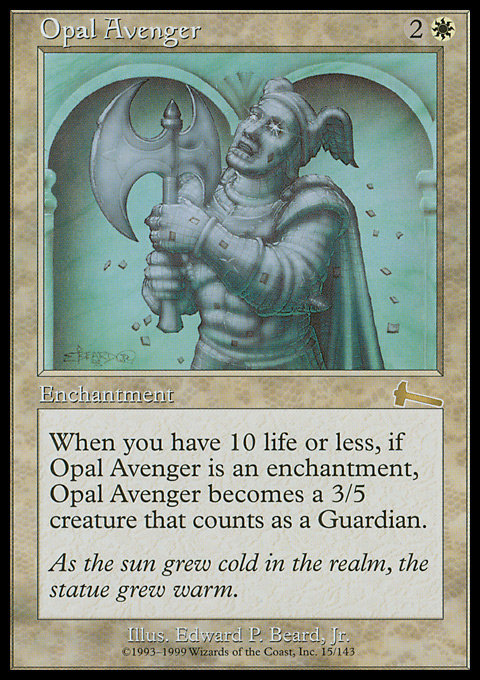 Opal Avenger 2
Enchantment
When you have 10 life or less, if
Opal Avenger is an enchantment,
Opal Avenger becomes a 3/5
creature that counts as a Guardian.
As the sun grew cold in the realm, the
statue grew warm.
Illus. Edward P. Beard, Jr.
©1993–1999 Wizards of the Coast, Inc. 15/143